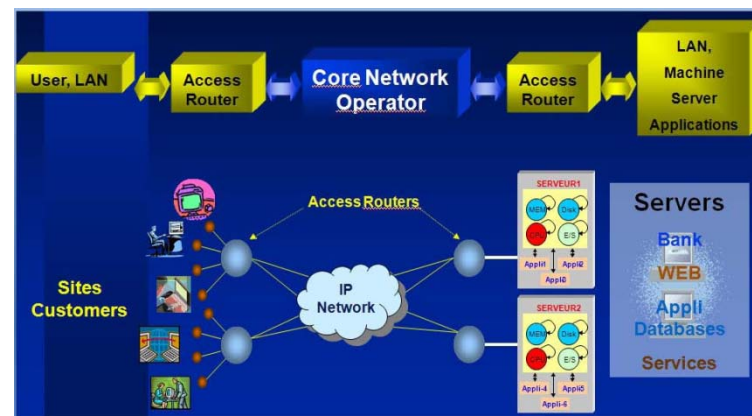 User, LAN
Access
Router
Core Network
Operator
Access
Router
LAN,
Machine
Server
Applications
Access Routers
Sites
Customers
IP
Network
SERVEUR1
MEM
Disk
CPU
E/S
Appli1
Appli2
Appli3
SERVEUR2
MEM
Disk
CPU
E/S
Appli-4
Appli5
Appli-6
Servers
Bank
WEB
Appli
Databases
Services